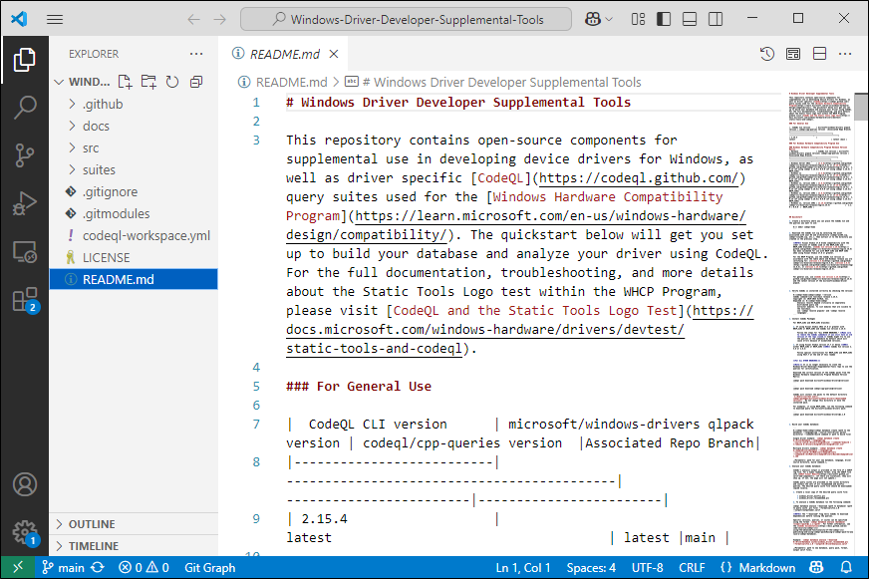 Windows-Driver-Developer-Supplemental-Tools
EXPLORER
WIND...
.github
docs
src
suites
.gitignore
.gitmodules
codeql-workspace.yml
LICENSE
README.md
OUTLINE
TIMELINE
2
1
README.md
README.md > # Windows Driver Developer Supplemental Tools
1 # Windows Driver Developer Supplemental Tools
2
3 This repository contains open-source components for
supplemental use in developing device drivers for Windows, as
well as driver specific [CodeQL](https://codeql.github.com/)
query suites used for the [Windows Hardware Compatibility
Program](https://learn.microsoft.com/en-us/windows-hardware/
design/compatibility/). The quickstart below will get you set
up to build your database and analyze your driver using CodeQL.
For the full documentation, troubleshooting, and more details
about the Static Tools Logo test within the WHCP Program,
please visit [CodeQL and the Static Tools Logo Test](https://
docs.microsoft.com/windows-hardware/drivers/devtest/
static-tools-and-codeql).
4
5 ### For General Use
6
7 | CodeQL CLI version | microsoft/windows-drivers qlpack
version | codeql/cpp-queries version |Associated Repo Branch|
8 |--------------------------|
-------------------------------------------|
------------------------|------------------------|
9 | 2.15.4 |
latest | latest |main |
main 0 0 Git Graph Ln 1, Col 1 Spaces: 4 UTF-8 CRLF {} Markdown